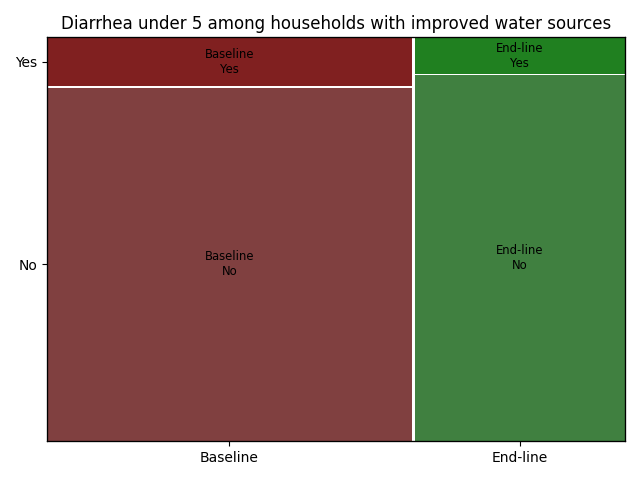 Diarrhea under 5 among households with improved water sources
Yes
Baseline
Yes
End-line
Yes
No
Baseline
No
End-line
No
Baseline
End-line